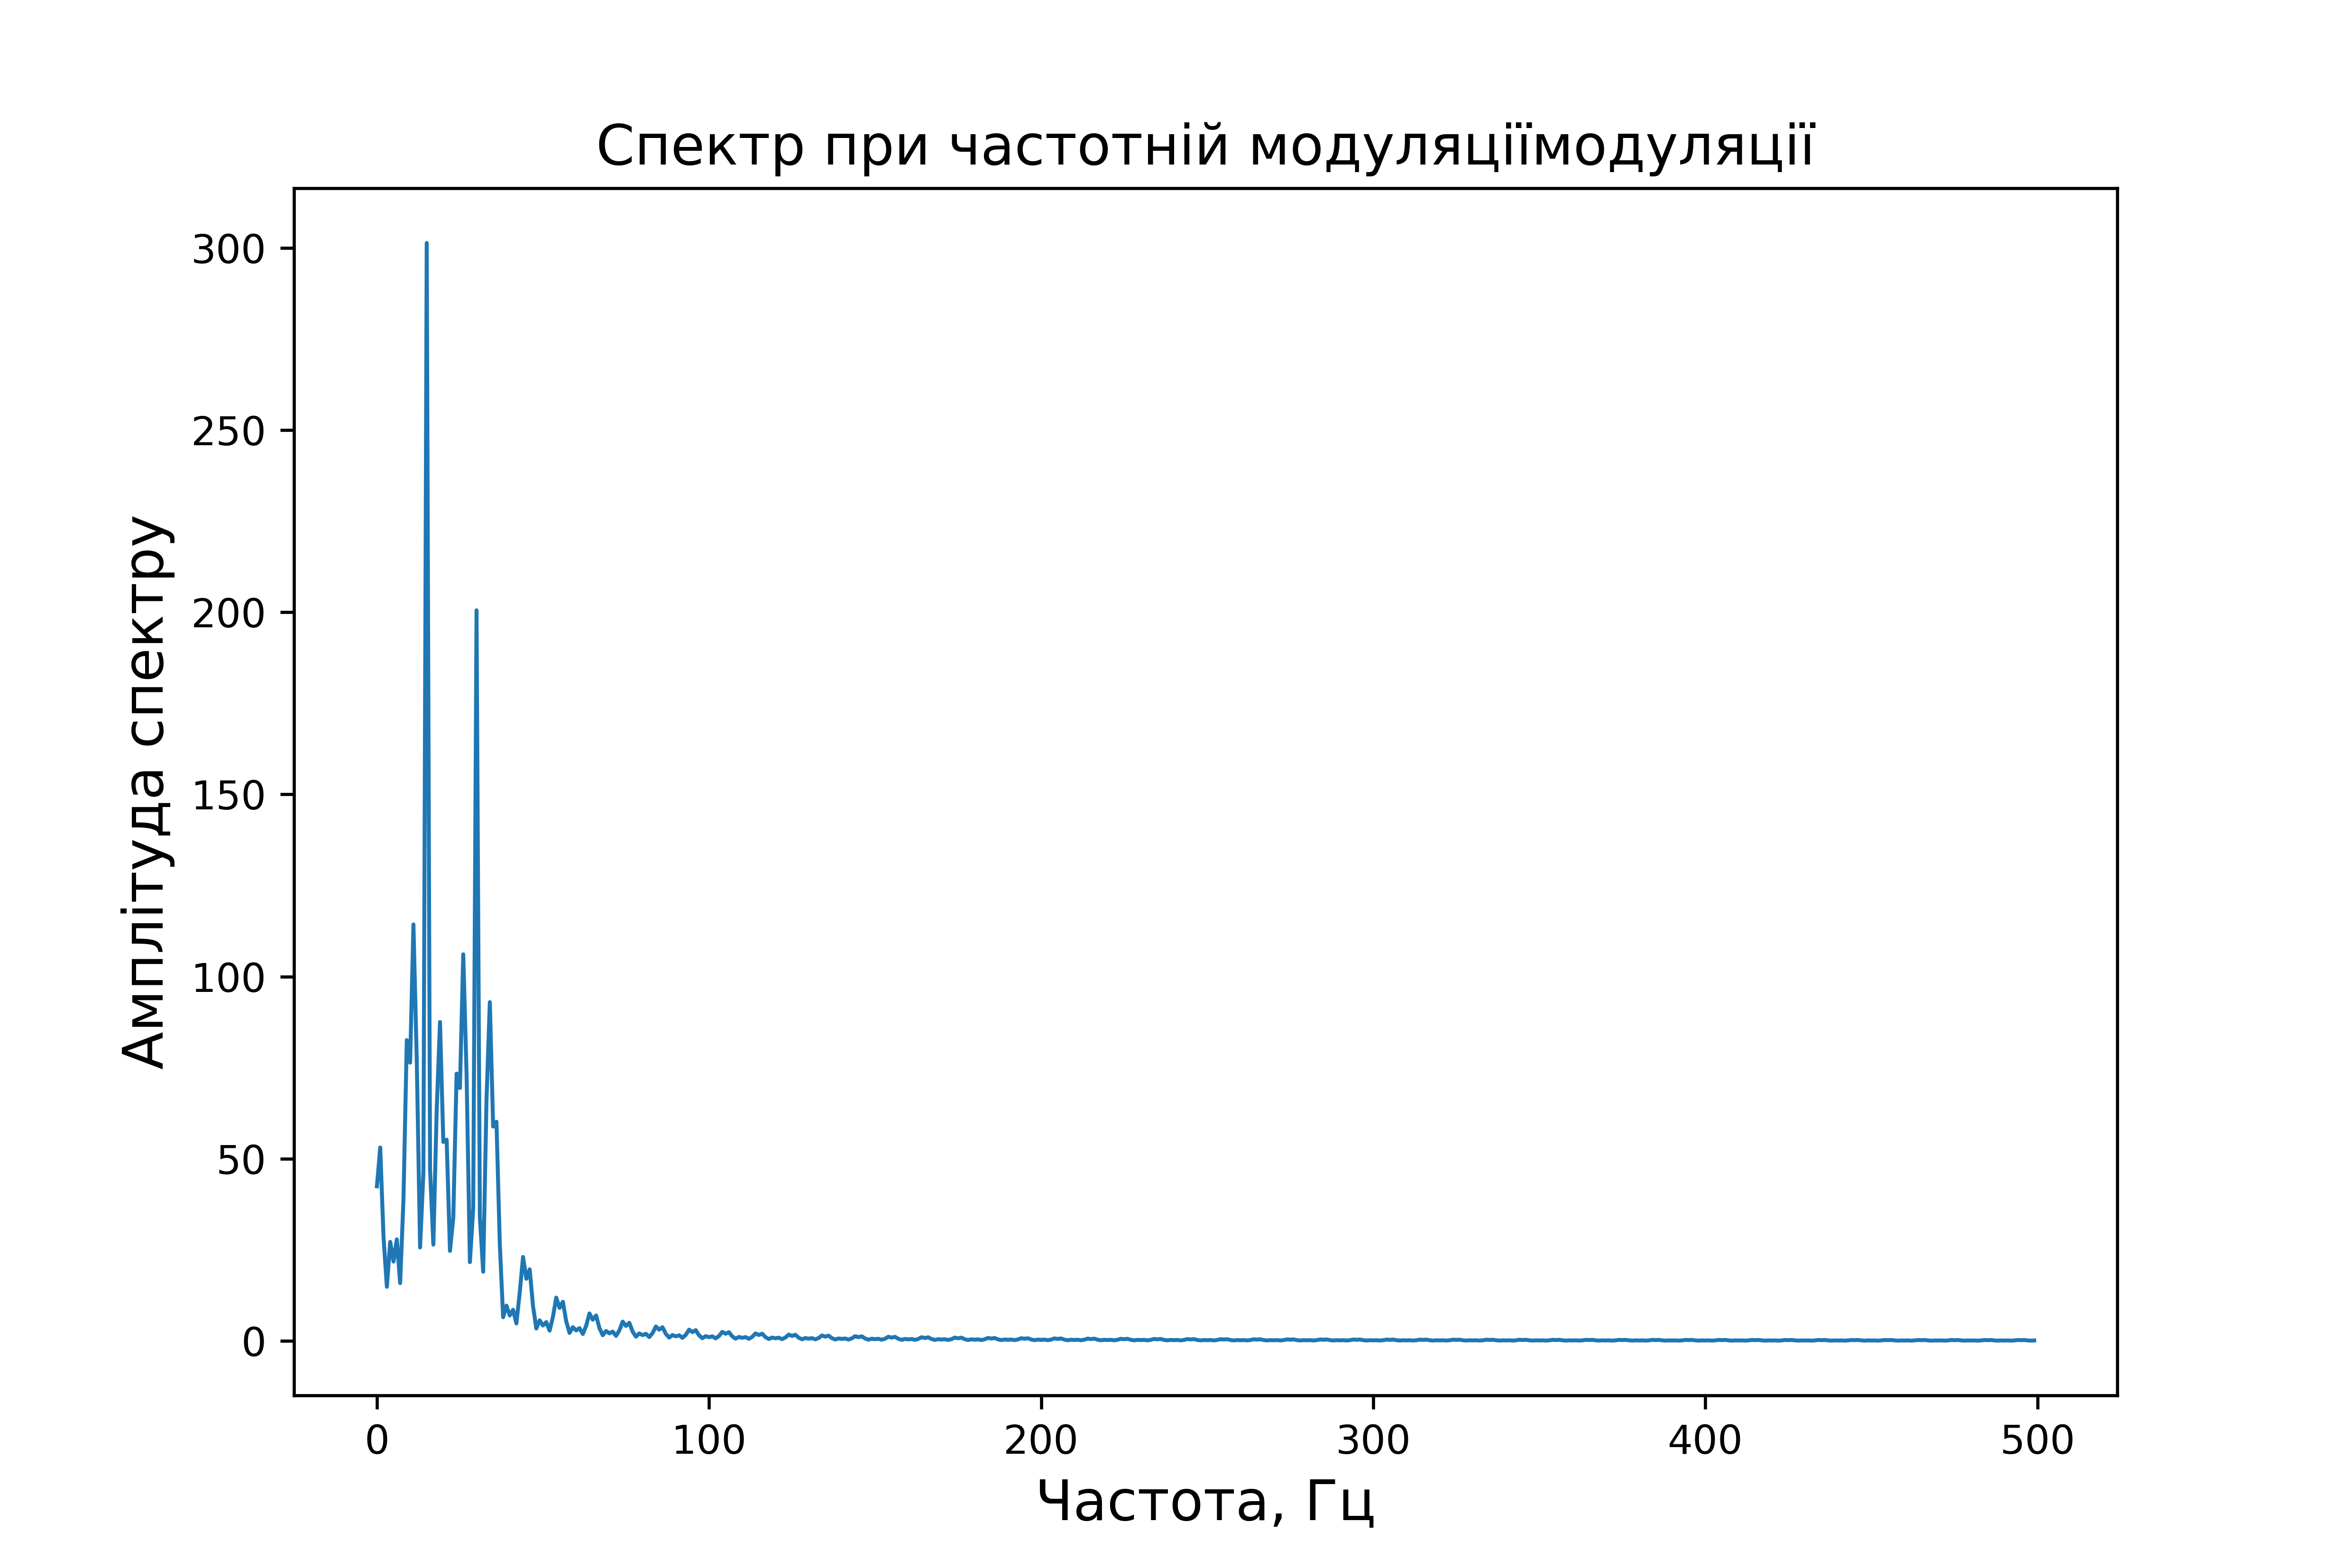 Спектр при частотній модуляціїмодуляції
Амплітуда спектру
300
250
200
150
100
50
0
0 100 200 300 400 500
Частота, Гц